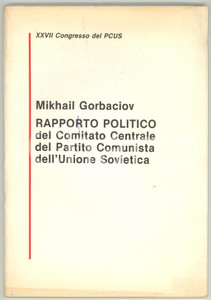 XXVII Congresso del PCUS
Mikhail Gorbaciov
RAPPORTO POLITICO
del Comitato Centrale
del Partito Comunista
dell'Unione Sovietica